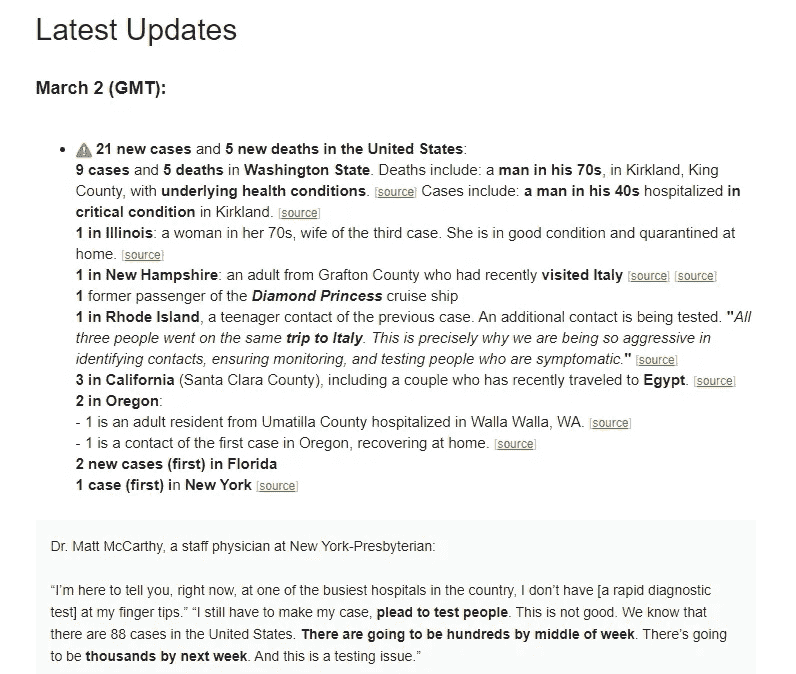 Latest Updates
March 2 (GMT):
• 21 new cases and 5 new deaths in the United States:
9 cases and 5 deaths in Washington State. Deaths include: a man in his 70s, in Kirkland, King
County, with underlying health conditions. [source] Cases include: a man in his 40s hospitalized in
critical condition in Kirkland. [source]
1 in Illinois: a woman in her 70s, wife of the third case. She is in good condition and quarantined at
home. [source]
1 in New Hampshire: an adult from Grafton County who had recently visited Italy [source] [source]
1 former passenger of the Diamond Princess cruise ship
1 in Rhode Island, a teenager contact of the previous case. An additional contact is being tested. "All
three people went on the same trip to Italy. This is precisely why we are being so aggressive in
identifying contacts, ensuring monitoring, and testing people who are symptomatic." [source]
3 in California (Santa Clara County), including a couple who has recently traveled to Egypt. [source]
2 in Oregon:
- 1 is an adult resident from Umatilla County hospitalized in Walla Walla, WA. [source]
- 1 is a contact of the first case in Oregon, recovering at home. [source]
2 new cases (first) in Florida
1 case (first) in New York [source]
Dr. Matt McCarthy, a staff physician at New York-Presbyterian:
“I’m here to tell you, right now, at one of the busiest hospitals in the country, I don’t have [a rapid diagnostic
test] at my finger tips.” “I still have to make my case, plead to test people. This is not good. We know that
there are 88 cases in the United States. There are going to be hundreds by middle of week. There’s going
to be thousands by next week. And this is a testing issue.”